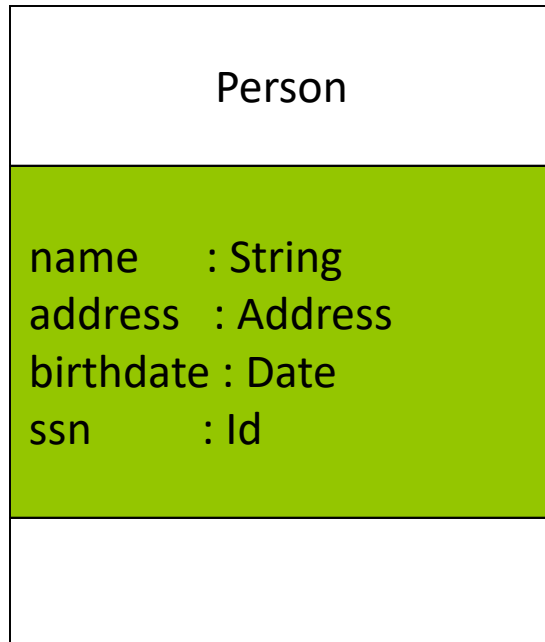 Person
name : String
address : Address
birthdate : Date
ssn : Id